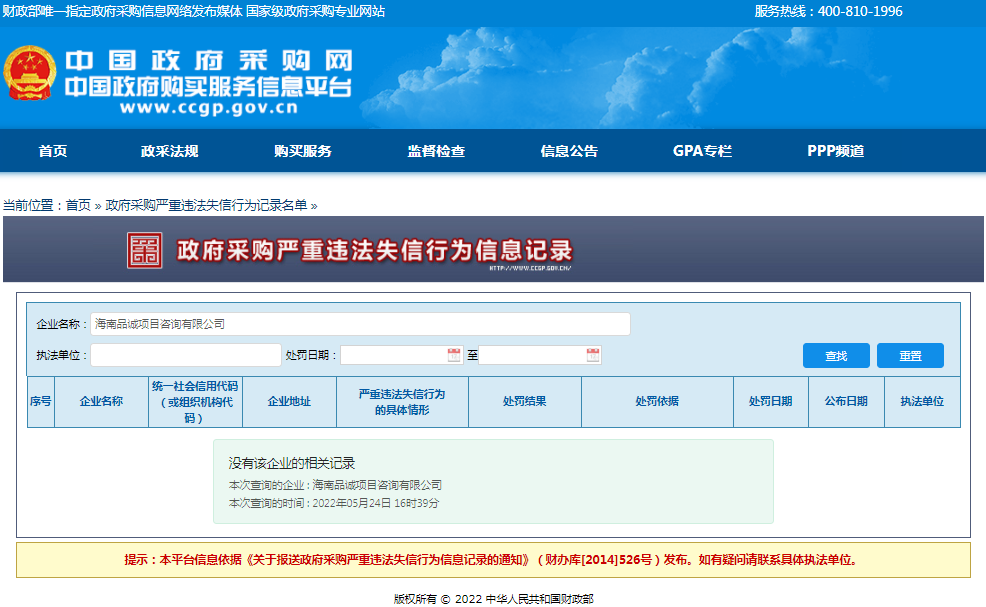 财政部唯一指定政府采购信息网络发布媒体 国家级政府采购专业网站
服务热线：400-810-1996
中国政府采购网
中国政府购买服务信息平台
www.ccgp.gov.cn
首页 政采法规 购买服务 监督检查 信息公告 GPA专栏 PPP频道
当前位置：首页 » 政府采购严重违法失信行为记录名单 »
政府采购严重违法失信行为信息记录
HTTP://WWW.CCGP.GOV.CN/
企业名称：海南品诚项目咨询有限公司
执法单位： 处罚日期： 至 查找 重置
序号 企业名称 统一社会信用代码（或组织机构代码） 企业地址 严重违法失信行为的具体情形 处罚结果 处罚依据 处罚日期 公布日期 执法单位
没有该企业的相关记录
本次查询的企业：海南品诚项目咨询有限公司
本次查询的时间：2022年05月24日 16时39分
提示：本平台信息依据《关于报送政府采购严重违法失信行为信息记录的通知》（财办库[2014]526号）发布。如有疑问请联系具体执法单位。
版权所有 © 2022 中华人民共和国财政部